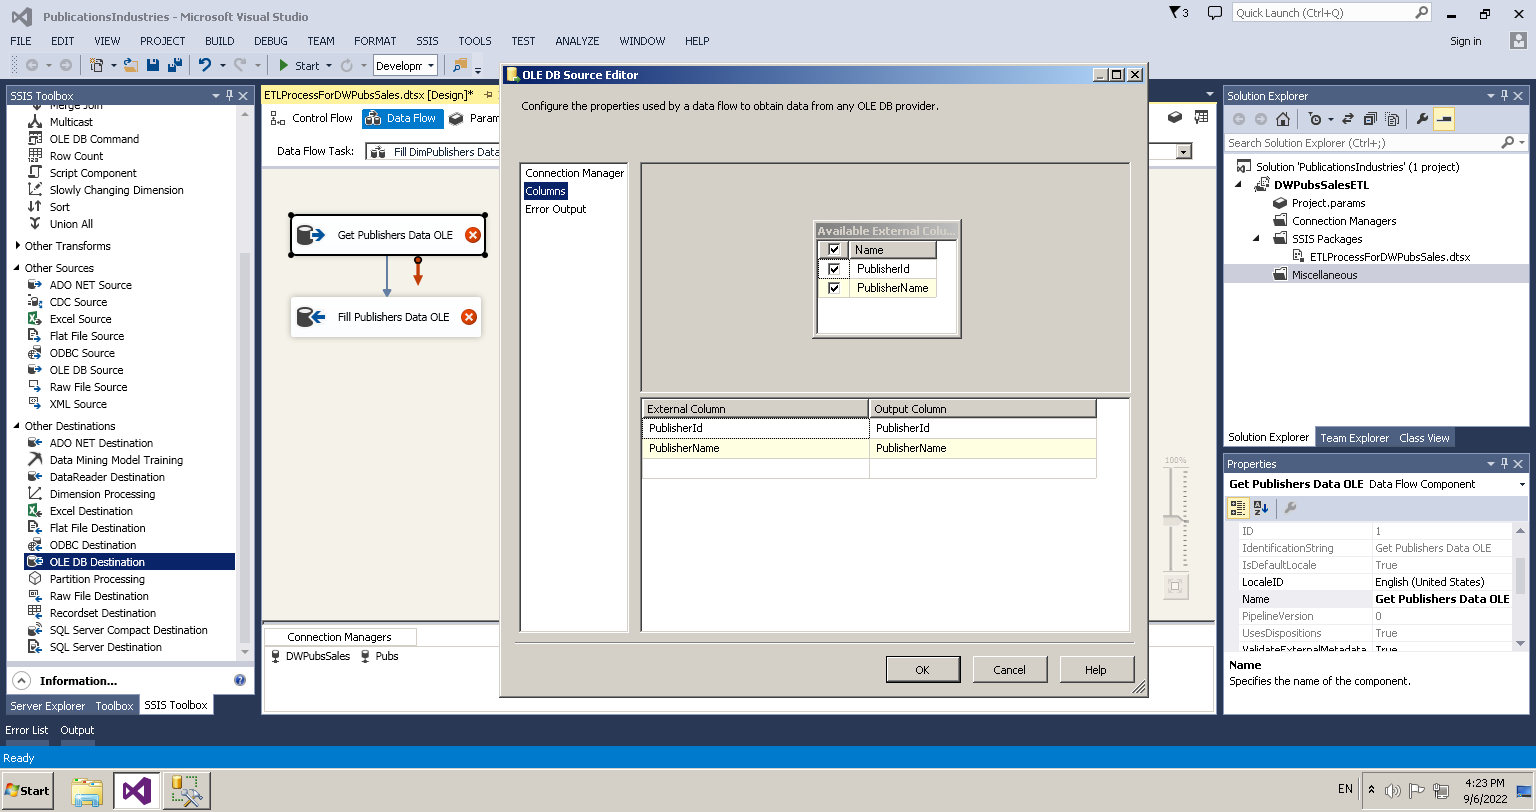 PublicationsIndustries - Microsoft Visual Studio
3
Quick Launch (Ctrl+Q)
FILE EDIT VIEW PROJECT BUILD DEBUG TEAM FORMAT SSIS TOOLS TEST ANALYZE WINDOW HELP
Sign in
Start
Developm
SSIS Toolbox
Merge Join
Multicast
OLE DB Command
Row Count
Script Component
Slowly Changing Dimension
Sort
Union All
Other Transforms
Other Sources
ADO NET Source
CDC Source
Excel Source
Flat File Source
ODBC Source
OLE DB Source
Raw File Source
XML Source
Other Destinations
ADO NET Destination
Data Mining Model Training
DataReader Destination
Dimension Processing
Excel Destination
Flat File Destination
ODBC Destination
OLE DB Destination
Partition Processing
Raw File Destination
Recordset Destination
SQL Server Compact Destination
SQL Server Destination
Information...
Server Explorer Toolbox SSIS Toolbox
Error List Output
Ready
ETLProcessForDWPubsSales.dtsx [Design]*
Control Flow
Data Flow
Param
Data Flow Task:
Fill DimPublishers Data
Get Publishers Data OLE
Fill Publishers Data OLE
100%
Connection Managers
DWPubsSales
Pubs
OLE DB Source Editor
Configure the properties used by a data flow to obtain data from any OLE DB provider.
Connection Manager
Columns
Error Output
Available External Colu...
Name
PublisherId
PublisherName
External Column Output Column
PublisherId PublisherId
PublisherName PublisherName
OK Cancel Help
Solution Explorer
Search Solution Explorer (Ctrl+;)
Solution 'PublicationsIndustries' (1 project)
DWPubsSalesETL
Project.params
Connection Managers
SSIS Packages
ETLProcessForDWPubsSales.dtsx
Miscellaneous
Solution Explorer Team Explorer Class View
Properties
Get Publishers Data OLE Data Flow Component
ID 1
IdentificationString Get Publishers Data OLE
IsDefaultLocale True
LocaleID English (United States)
Name Get Publishers Data OLE
PipelineVersion 0
UsesDispositions True
ValidateExternalMetadata True
Name
Specifies the name of the component.
Start
EN
4:23 PM
9/6/2022